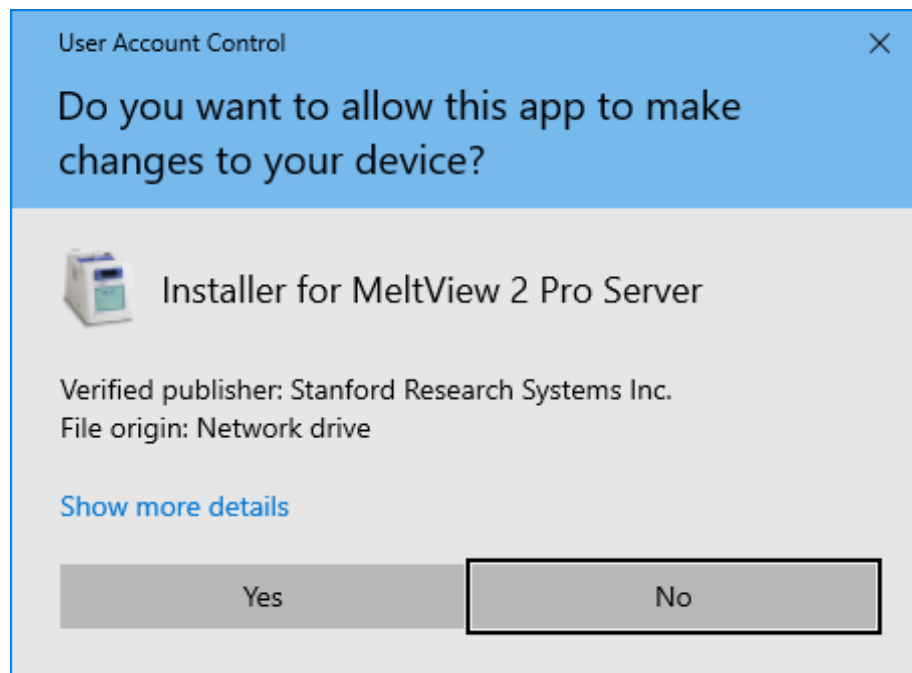 User Account Control
Do you want to allow this app to make
changes to your device?
Installer for MeltView 2 Pro Server
Verified publisher: Stanford Research Systems Inc.
File origin: Network drive
Show more details
Yes
No